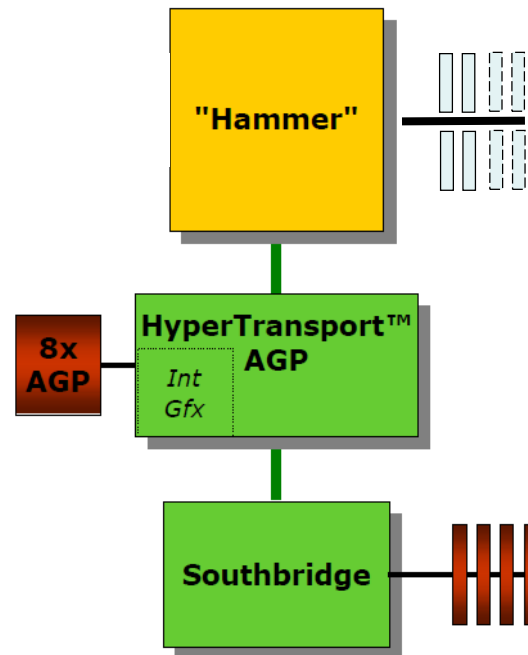 "Hammer"
HyperTransport™
AGP
8x
AGP
Int
Gfx
Southbridge